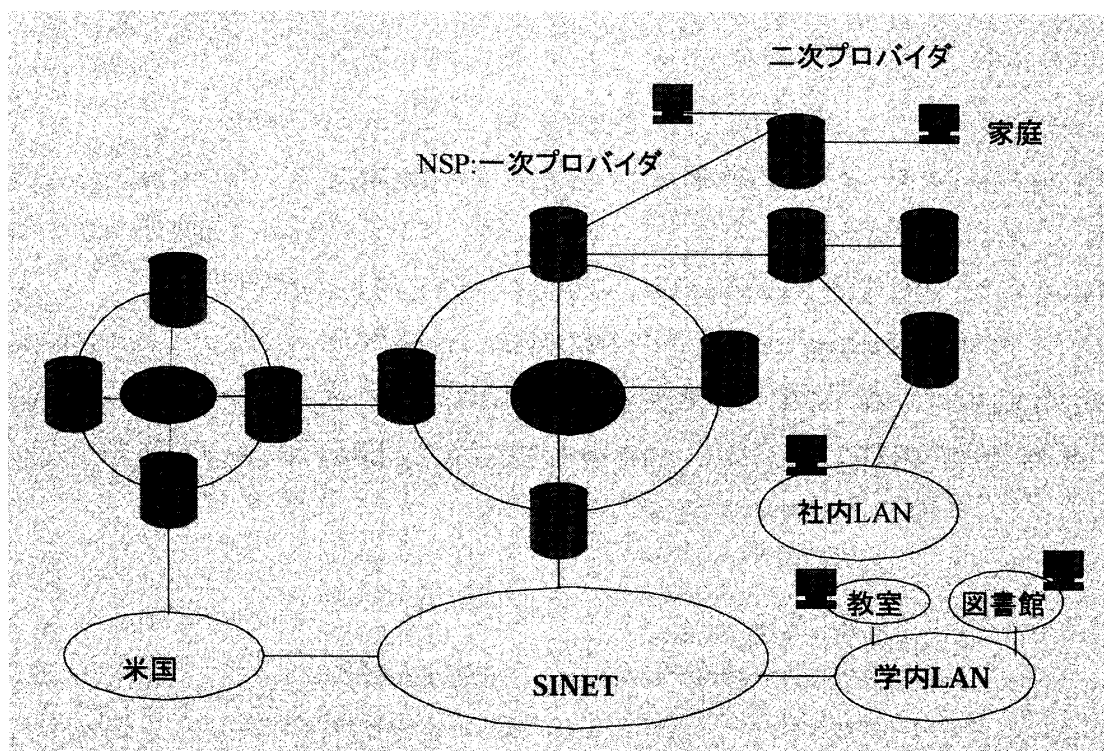 二次プロバイダ
家庭
NSP:一次プロバイダ
社内LAN
教室
図書館
米国
SINET
学内LAN